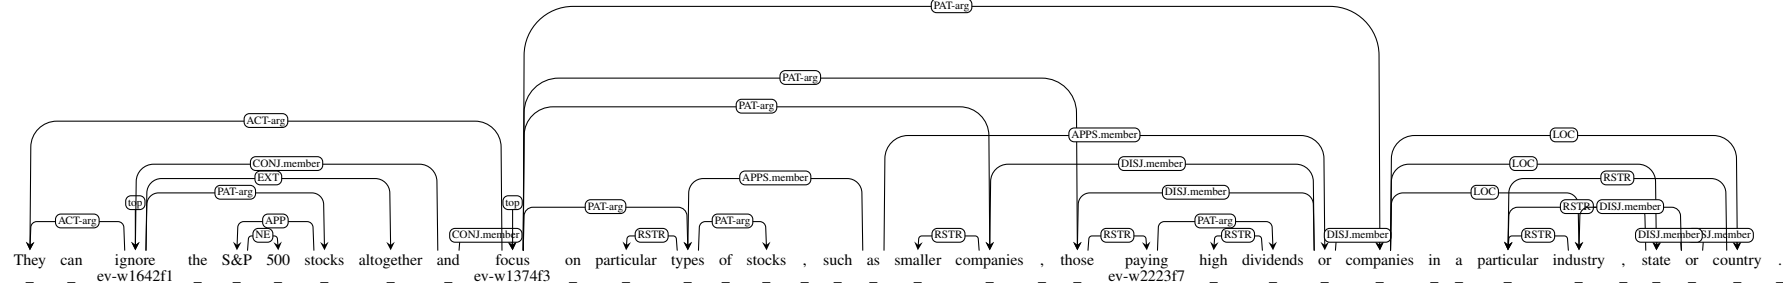 PAT-arg
PAT-arg
PAT-arg
ACT-arg
APPS.member
LOC
CONJ.member
DISJ.member
LOC
EXT
APPS.member
RSTR
PAT-arg
DISJ.member
LOC
top
top
PAT-arg
RSTR
DISJ.member
ACT-arg
APP
PAT-arg
PAT-arg
NE
CONJ.member
RSTR
RSTR
RSTR
RSTR
DISJ.member
RSTR
DISJ.member
SJ.member
They can ignore the S&P 500 stocks altogether and focus on particular types of stocks , such as smaller companies , those paying high dividends or companies in a particular industry , state or country .
ev-w1642f1 ev-w1374f3 ev-w2223f7